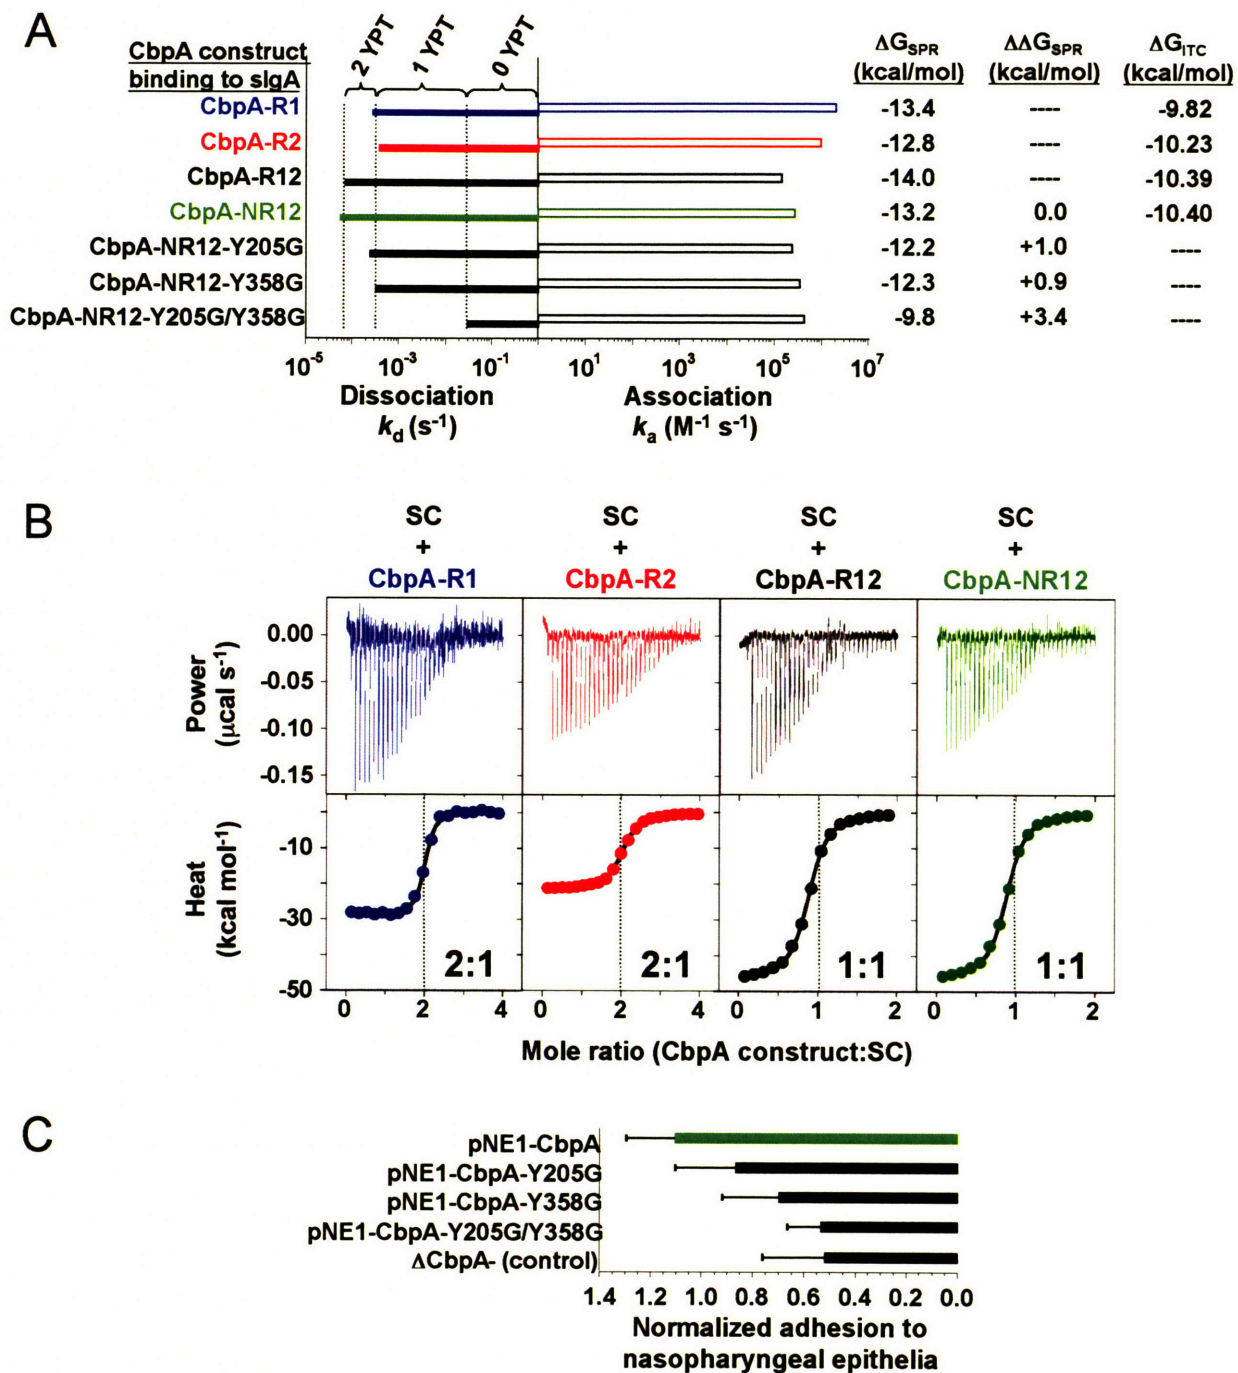 A
CbpA construct
binding to sIgA
2 YPT
1 YPT
0 YPT
ΔG_SPR
(kcal/mol)
ΔΔG_SPR
(kcal/mol)
ΔG_ITC
(kcal/mol)
CbpA-R1 -13.4 ---- -9.82
CbpA-R2 -12.8 ---- -10.23
CbpA-R12 -14.0 ---- -10.39
CbpA-NR12 -13.2 0.0 -10.40
CbpA-NR12-Y205G -12.2 +1.0 ----
CbpA-NR12-Y358G -12.3 +0.9 ----
CbpA-NR12-Y205G/Y358G -9.8 +3.4 ----
10⁻⁵ 10⁻³ 10⁻¹ 10¹ 10³ 10⁵ 10⁷
Dissociation
k_d (s⁻¹)
Association
k_a (M⁻¹ s⁻¹)
B
SC
+
CbpA-R1
SC
+
CbpA-R2
SC
+
CbpA-R12
SC
+
CbpA-NR12
Power
(μcal s⁻¹)
0.00
-0.05
-0.10
-0.15
Heat
(kcal mol⁻¹)
-10
-30
-50
2:1
2:1
1:1
1:1
0 2 4 0 2 4 0 1 2 0 1 2
Mole ratio (CbpA construct:SC)
C
pNE1-CbpA
pNE1-CbpA-Y205G
pNE1-CbpA-Y358G
pNE1-CbpA-Y205G/Y358G
ΔCbpA- (control)
1.4 1.2 1.0 0.8 0.6 0.4 0.2 0.0
Normalized adhesion to
nasopharyngeal epithelia